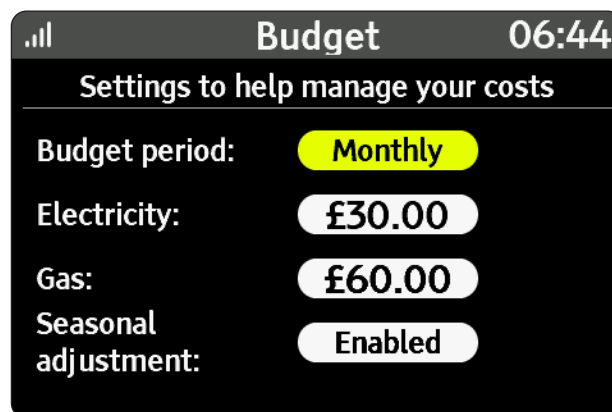 Budget 06:44
Settings to help manage your costs
Budget period: Monthly
Electricity: £30.00
Gas: £60.00
Seasonal
adjustment: Enabled